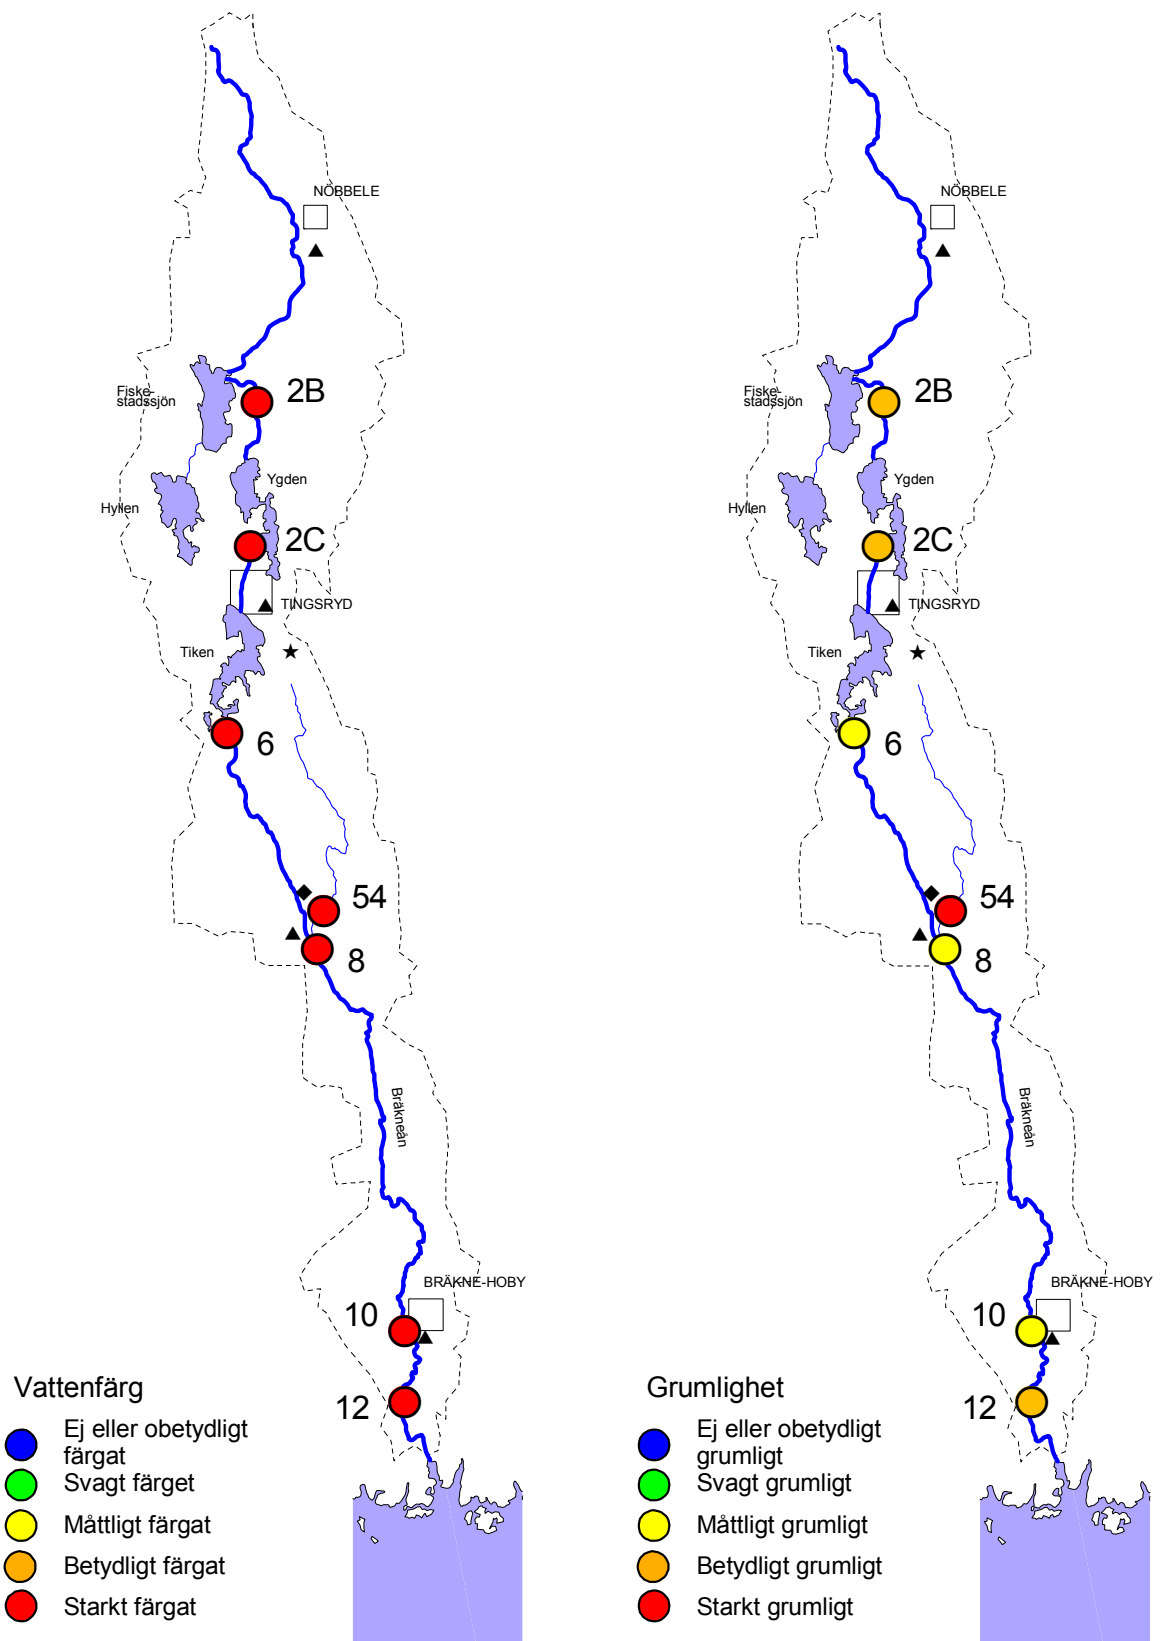 NÖBBELE
Fiske-
stadssjön
2B
Ygden
Hyllen
2C
TINGSRYD
Tiken
6
54
8
Bräkneån
BRÄKNE-HOBY
10
12
Vattenfärg
Ej eller obetydligt
färgat
Svagt färget
Måttligt färgat
Betydligt färgat
Starkt färgat
NÖBBELE
Fiske-
stadssjön
2B
Ygden
Hyllen
2C
TINGSRYD
Tiken
6
54
8
Bräkneån
BRÄKNE-HOBY
10
12
Grumlighet
Ej eller obetydligt
grumligt
Svagt grumligt
Måttligt grumligt
Betydligt grumligt
Starkt grumligt